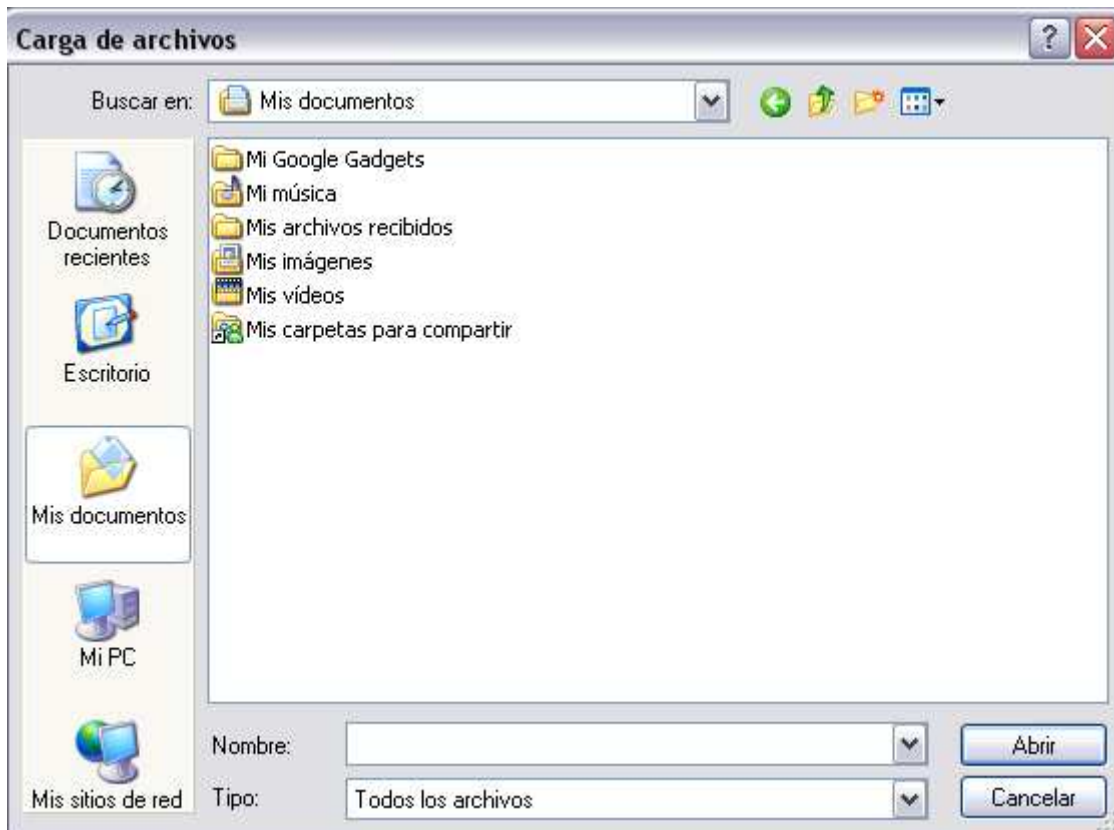 Carga de archivos
Buscar en:
Mis documentos
Documentos
recientes
Escritorio
Mis documentos
Mi PC
Mis sitios de red
Mi Google Gadgets
Mi música
Mis archivos recibidos
Mis imágenes
Mis vídeos
Mis carpetas para compartir
Nombre:
Abrir
Tipo:
Todos los archivos
Cancelar